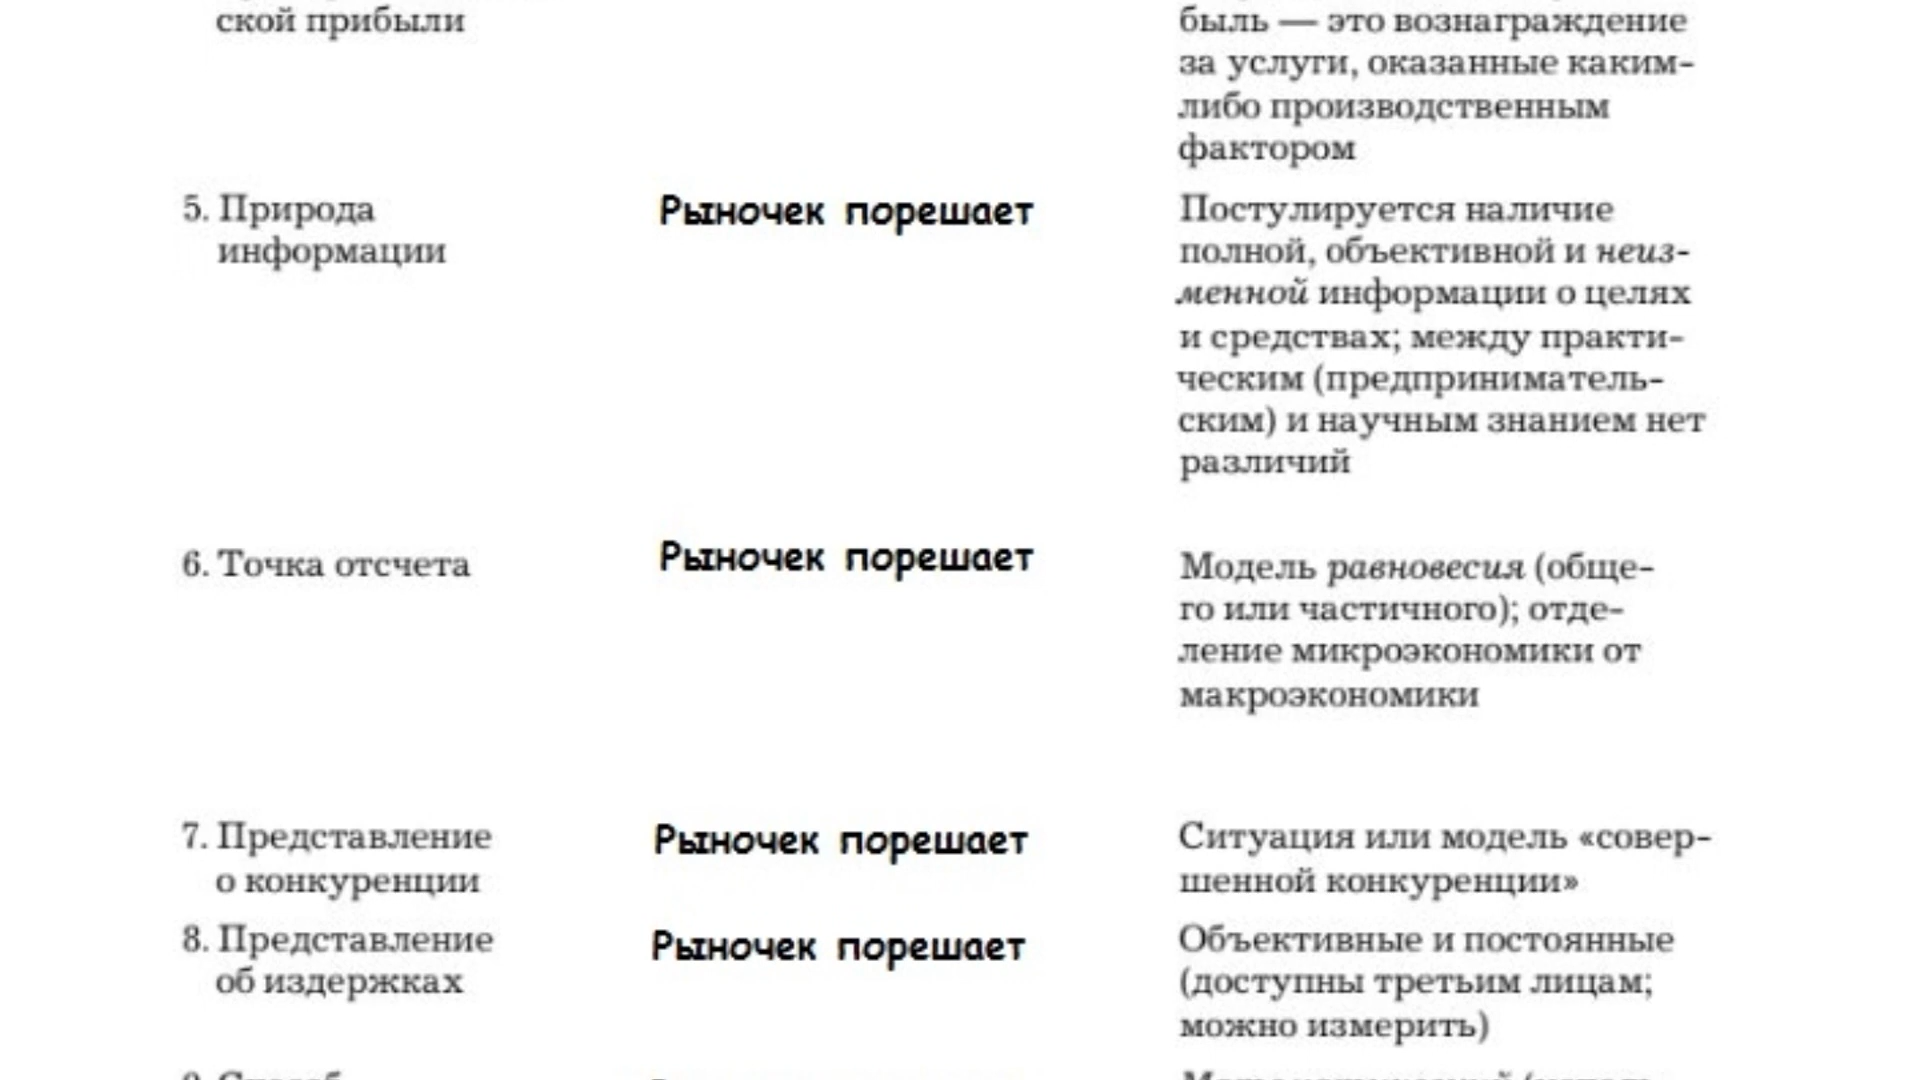 ской прибыли
быль — это вознаграждение
за услуги, оказанные каким-
либо производственным
фактором
5. Природа
информации
Рыночек порешает
Постулируется наличие
полной, объективной и неиз-
менной информации о целях
и средствах; между практи-
ческим (предприниматель-
ским) и научным знанием нет
различий
6. Точка отсчета
Рыночек порешает
Модель равновесия (обще-
го или частичного); отде-
ление микроэкономики от
макроэкономики
7. Представление
о конкуренции
Рыночек порешает
Ситуация или модель «совер-
шенной конкуренции»
8. Представление
об издержках
Рыночек порешает
Объективные и постоянные
(доступны третьим лицам;
можно измерить)